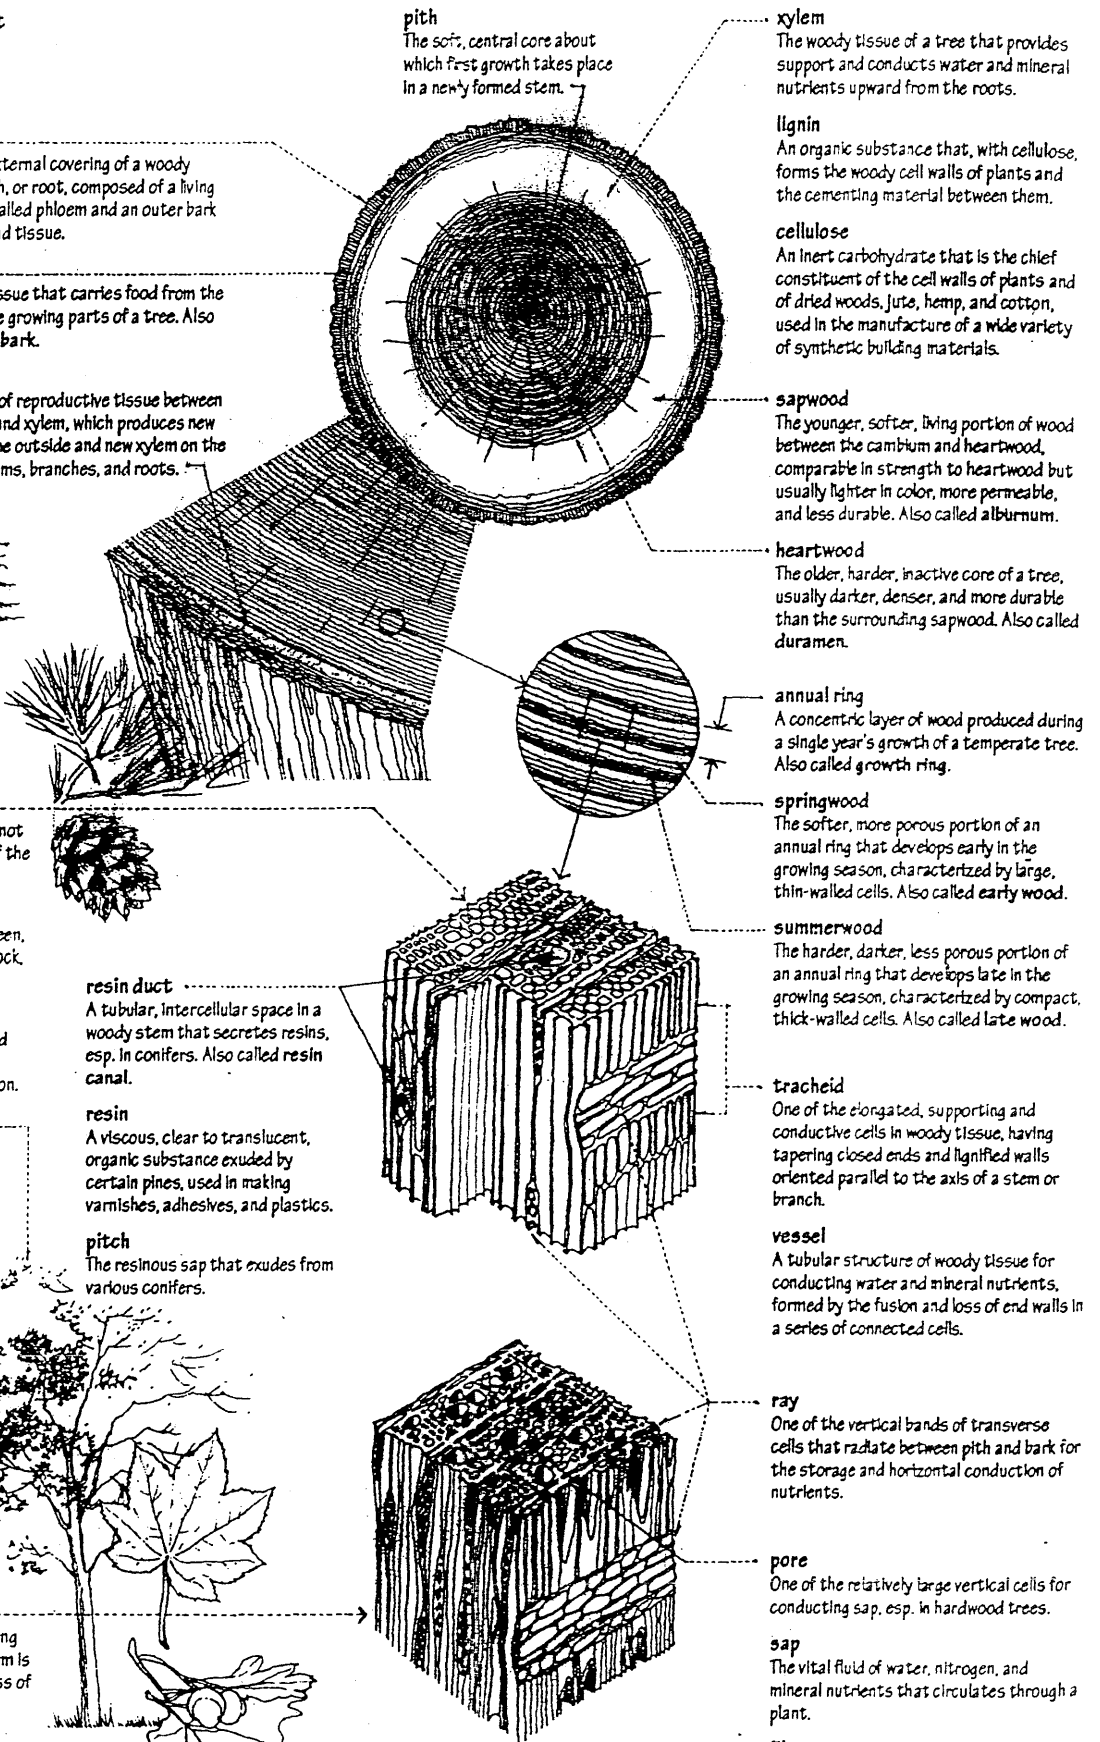 pith
The soft, central core about
which first growth takes place
in a newly formed stem.
xternal covering of a woody
h, or root, composed of a living
alled phloem and an outer bark
d tissue.
ssue that carries food from the
e growing parts of a tree. Also
bark.
of reproductive tissue between
and xylem, which produces new
he outside and new xylem on the
ms, branches, and roots.
not
f the
een,
ock.
d
on.
resin duct
A tubular, intercellular space in a
woody stem that secretes resins,
esp. in conifers. Also called resin
canal.
resin
A viscous, clear to translucent,
organic substance exuded by
certain pines, used in making
varnishes, adhesives, and plastics.
pitch
The resinous sap that exudes from
various conifers.
ng
m is
ss of
xylem
The woody tissue of a tree that provides
support and conducts water and mineral
nutrients upward from the roots.
lignin
An organic substance that, with cellulose,
forms the woody cell walls of plants and
the cementing material between them.
cellulose
An inert carbohydrate that is the chief
constituent of the cell walls of plants and
of dried woods, jute, hemp, and cotton,
used in the manufacture of a wide variety
of synthetic building materials.
sapwood
The younger, softer, living portion of wood
between the cambium and heartwood,
comparable in strength to heartwood but
usually lighter in color, more permeable,
and less durable. Also called alburnum.
heartwood
The older, harder, inactive core of a tree,
usually darker, denser, and more durable
than the surrounding sapwood. Also called
duramen.
annual ring
A concentric layer of wood produced during
a single year's growth of a temperate tree.
Also called growth ring.
springwood
The softer, more porous portion of an
annual ring that develops early in the
growing season, characterized by large,
thin-walled cells. Also called early wood.
summerwood
The harder, darker, less porous portion of
an annual ring that develops late in the
growing season, characterized by compact,
thick-walled cells. Also called late wood.
tracheid
One of the elongated, supporting and
conductive cells in woody tissue, having
tapering closed ends and lignified walls
oriented parallel to the axis of a stem or
branch.
vessel
A tubular structure of woody tissue for
conducting water and mineral nutrients,
formed by the fusion and loss of end walls in
a series of connected cells.
ray
One of the vertical bands of transverse
cells that radiate between pith and bark for
the storage and horizontal conduction of
nutrients.
pore
One of the relatively large vertical cells for
conducting sap, esp. in hardwood trees.
sap
The vital fluid of water, nitrogen, and
mineral nutrients that circulates through a
plant.